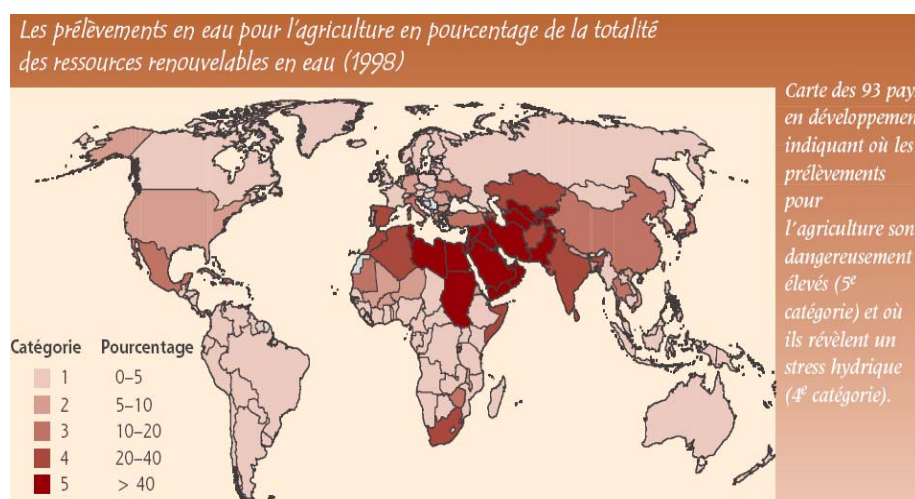 Les prélèvements en eau pour l'agriculture en pourcentage de la totalité
des ressources renouvelables en eau (1998)
Carte des 93 pay
en développemen
indiquant où les
prélèvements
pour
l'agriculture son
dangereusement
élevés (5e
catégorie) et où
ils révèlent un
stress hydrique
(4e catégorie).
Catégorie Pourcentage
1 0–5
2 5–10
3 10–20
4 20–40
5 > 40